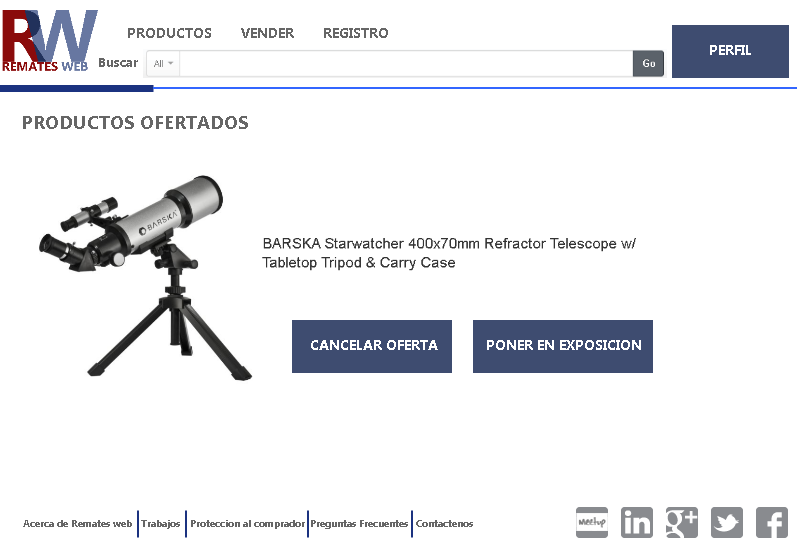 RW
REMATES WEB
PRODUCTOS VENDER REGISTRO
Buscar All Go
PERFIL
PRODUCTOS OFERTADOS
BARSKA
BARSKA Starwatcher 400x70mm Refractor Telescope w/
Tabletop Tripod & Carry Case
CANCELAR OFERTA PONER EN EXPOSICION
Acerca de Remates web Trabajos Proteccion al comprador Preguntas Frecuentes Contactenos
Meetup in g+ f